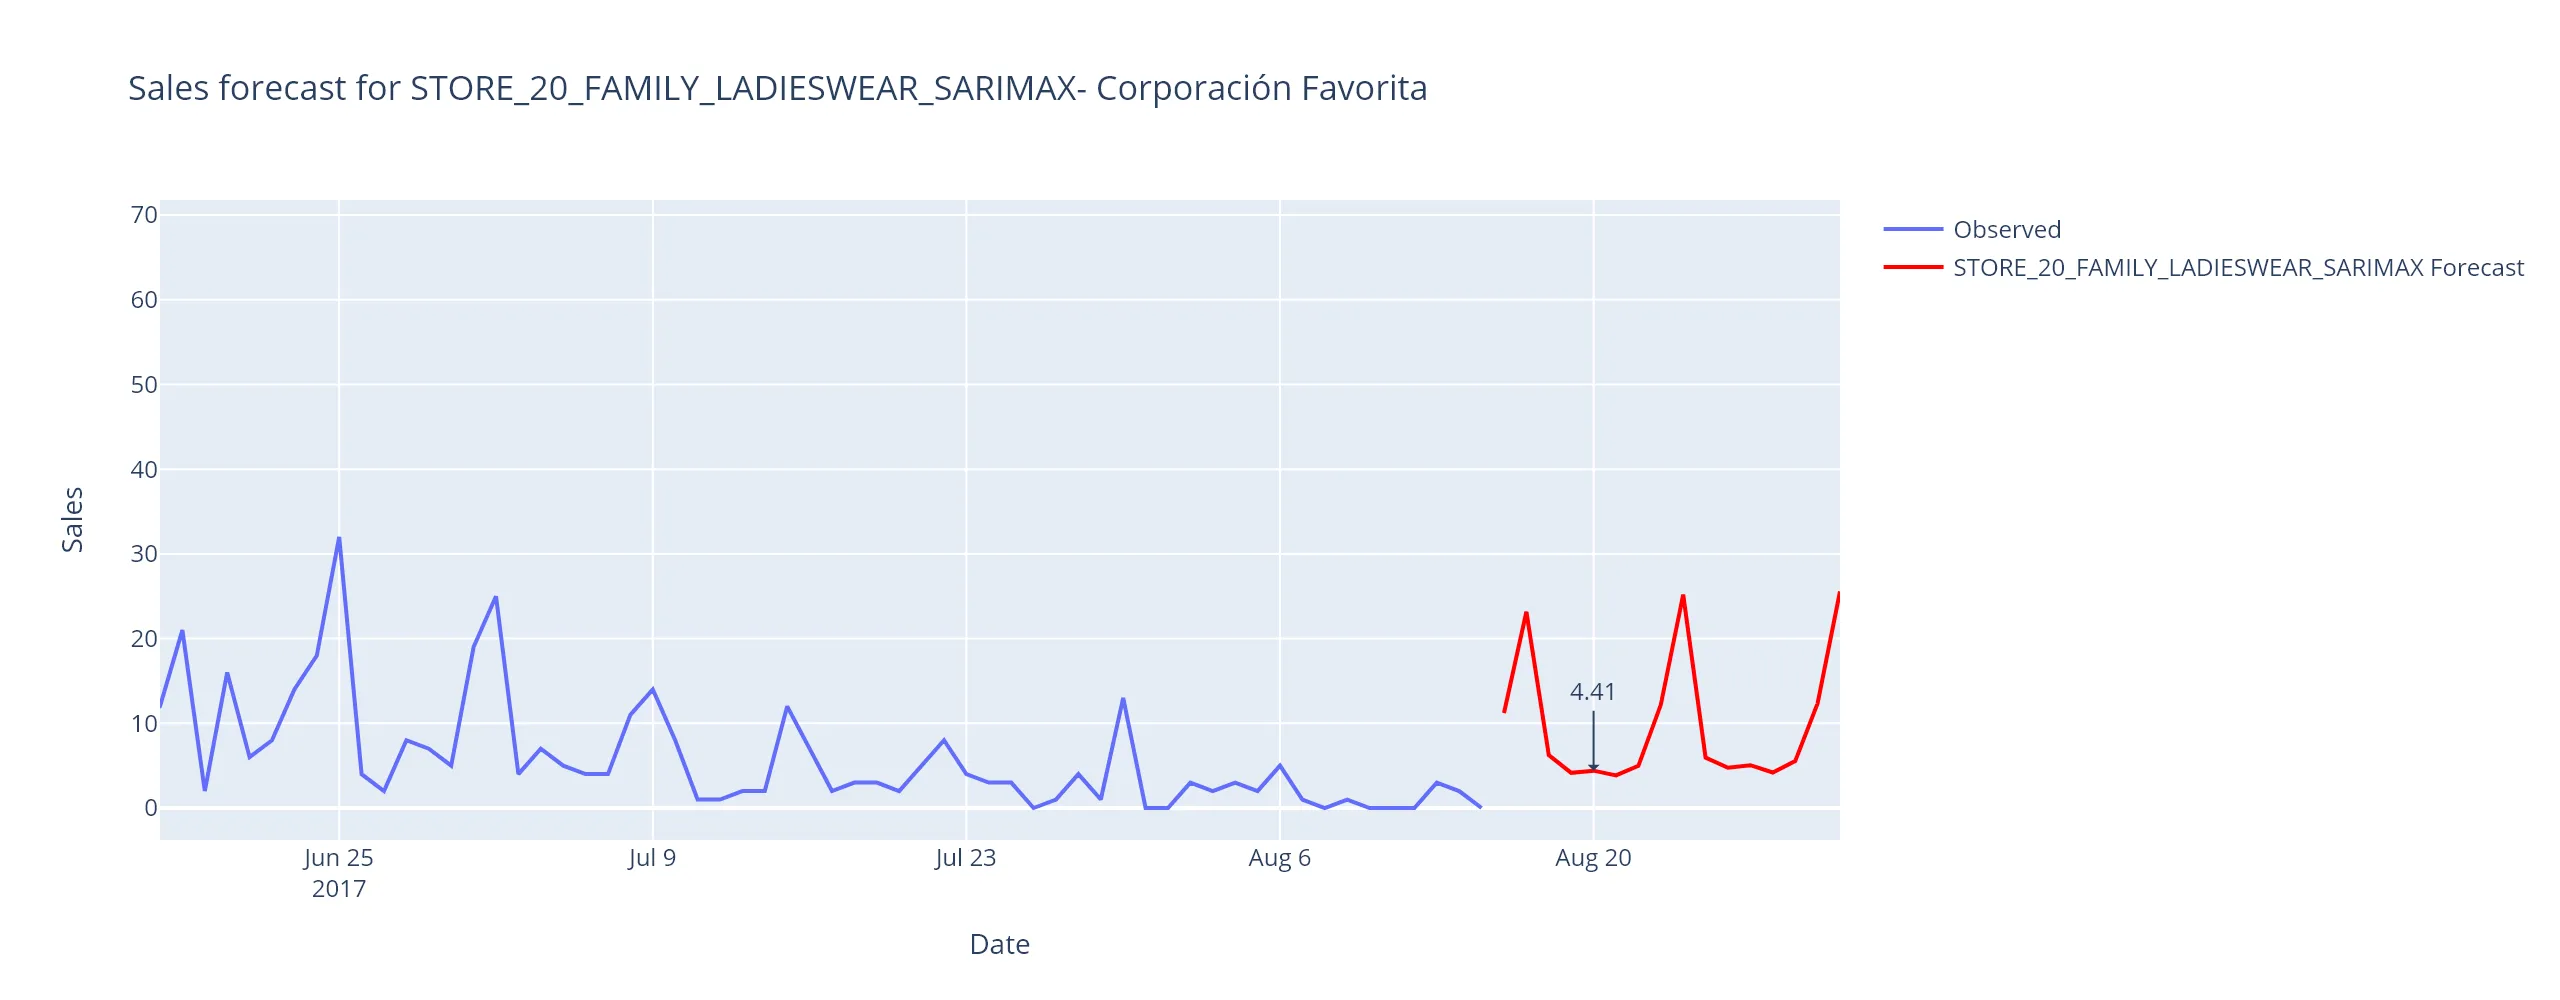 Sales forecast for STORE_20_FAMILY_LADIESWEAR_SARIMAX- Corporación Favorita
Observed
STORE_20_FAMILY_LADIESWEAR_SARIMAX Forecast
70
60
50
40
30
20
10
0
Sales
4.41
Jun 25
2017
Jul 9
Jul 23
Aug 6
Aug 20
Date